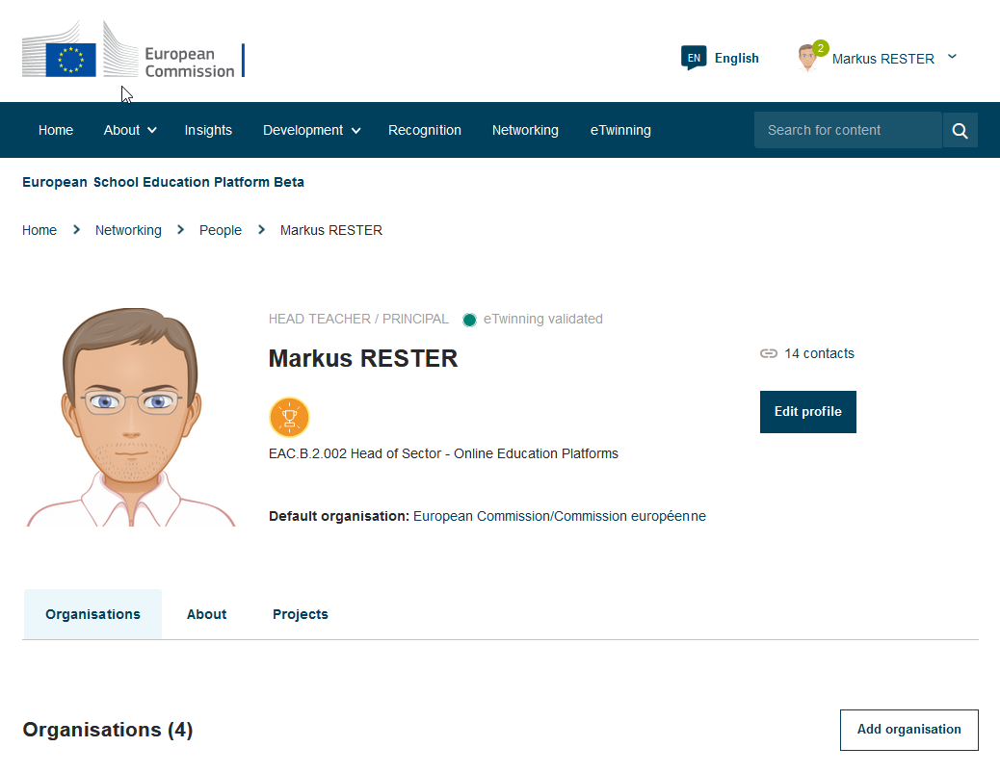 European
Commission
EN English
2
Markus RESTER
Home About Insights Development Recognition Networking eTwinning Search for content
European School Education Platform Beta
Home Networking People Markus RESTER
HEAD TEACHER / PRINCIPAL eTwinning validated
Markus RESTER
14 contacts
Edit profile
EAC.B.2.002 Head of Sector - Online Education Platforms
Default organisation: European Commission/Commission européenne
Organisations About Projects
Organisations (4)
Add organisation